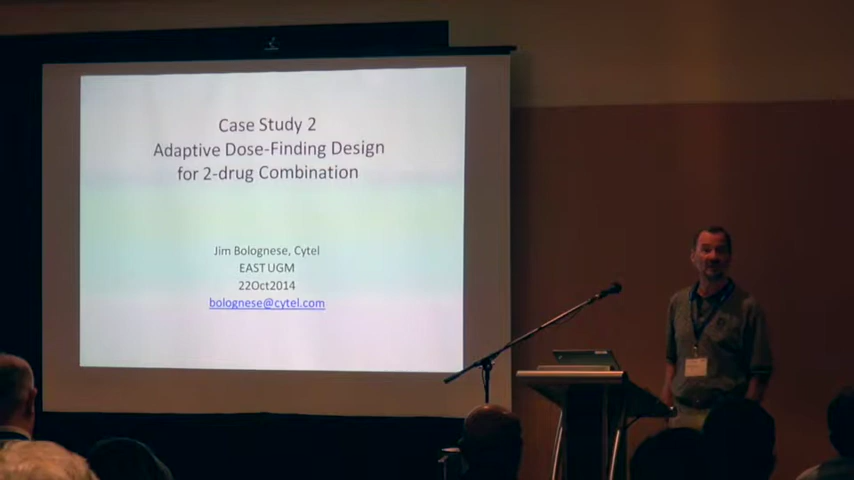 Case Study 2
Adaptive Dose-Finding Design
for 2-drug Combination
Jim Bolognese, Cytel
EAST UGM
22Oct2014
bolognese@cytel.com